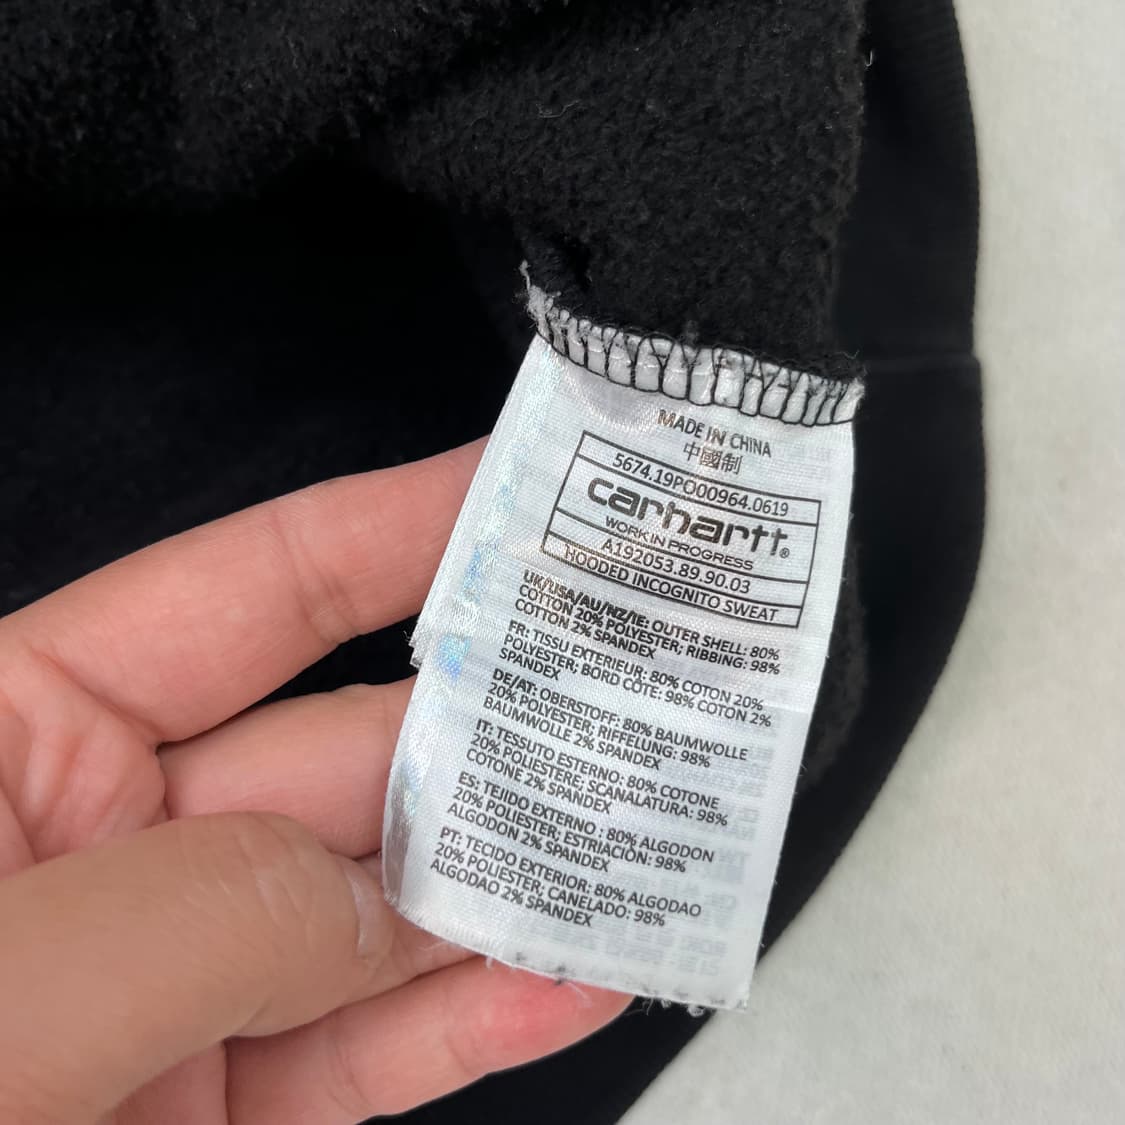 MADE IN CHINA
中國制
5674.19PO00964.0619
carhartt®
WORK IN PROGRESS
A192053.89.90.03
HOODED INCOGNITO SWEAT
UK/USA/AU/NZ/IE: OUTER SHELL: 80%
COTTON 20% POLYESTER; RIBBING: 98%
COTTON 2% SPANDEX
FR: TISSU EXTERIEUR: 80% COTON 20%
POLYESTER; BORD CÔTE: 98% COTON 2%
SPANDEX
DE/AT: OBERSTOFF: 80% BAUMWOLLE
20% POLYESTER; RIFFELUNG: 98%
BAUMWOLLE 2% SPANDEX
IT: TESSUTO ESTERNO: 80% COTONE
20% POLIESTERE; SCANALATURA: 98%
COTONE 2% SPANDEX
ES: TEJIDO EXTERNO : 80% ALGODON
20% POLIESTER; ESTRIACIÓN: 98%
ALGODON 2% SPANDEX
PT: TECIDO EXTERIOR: 80% ALGODAO
20% POLIESTER; CANELADO: 98%
ALGODAO 2% SPANDEX